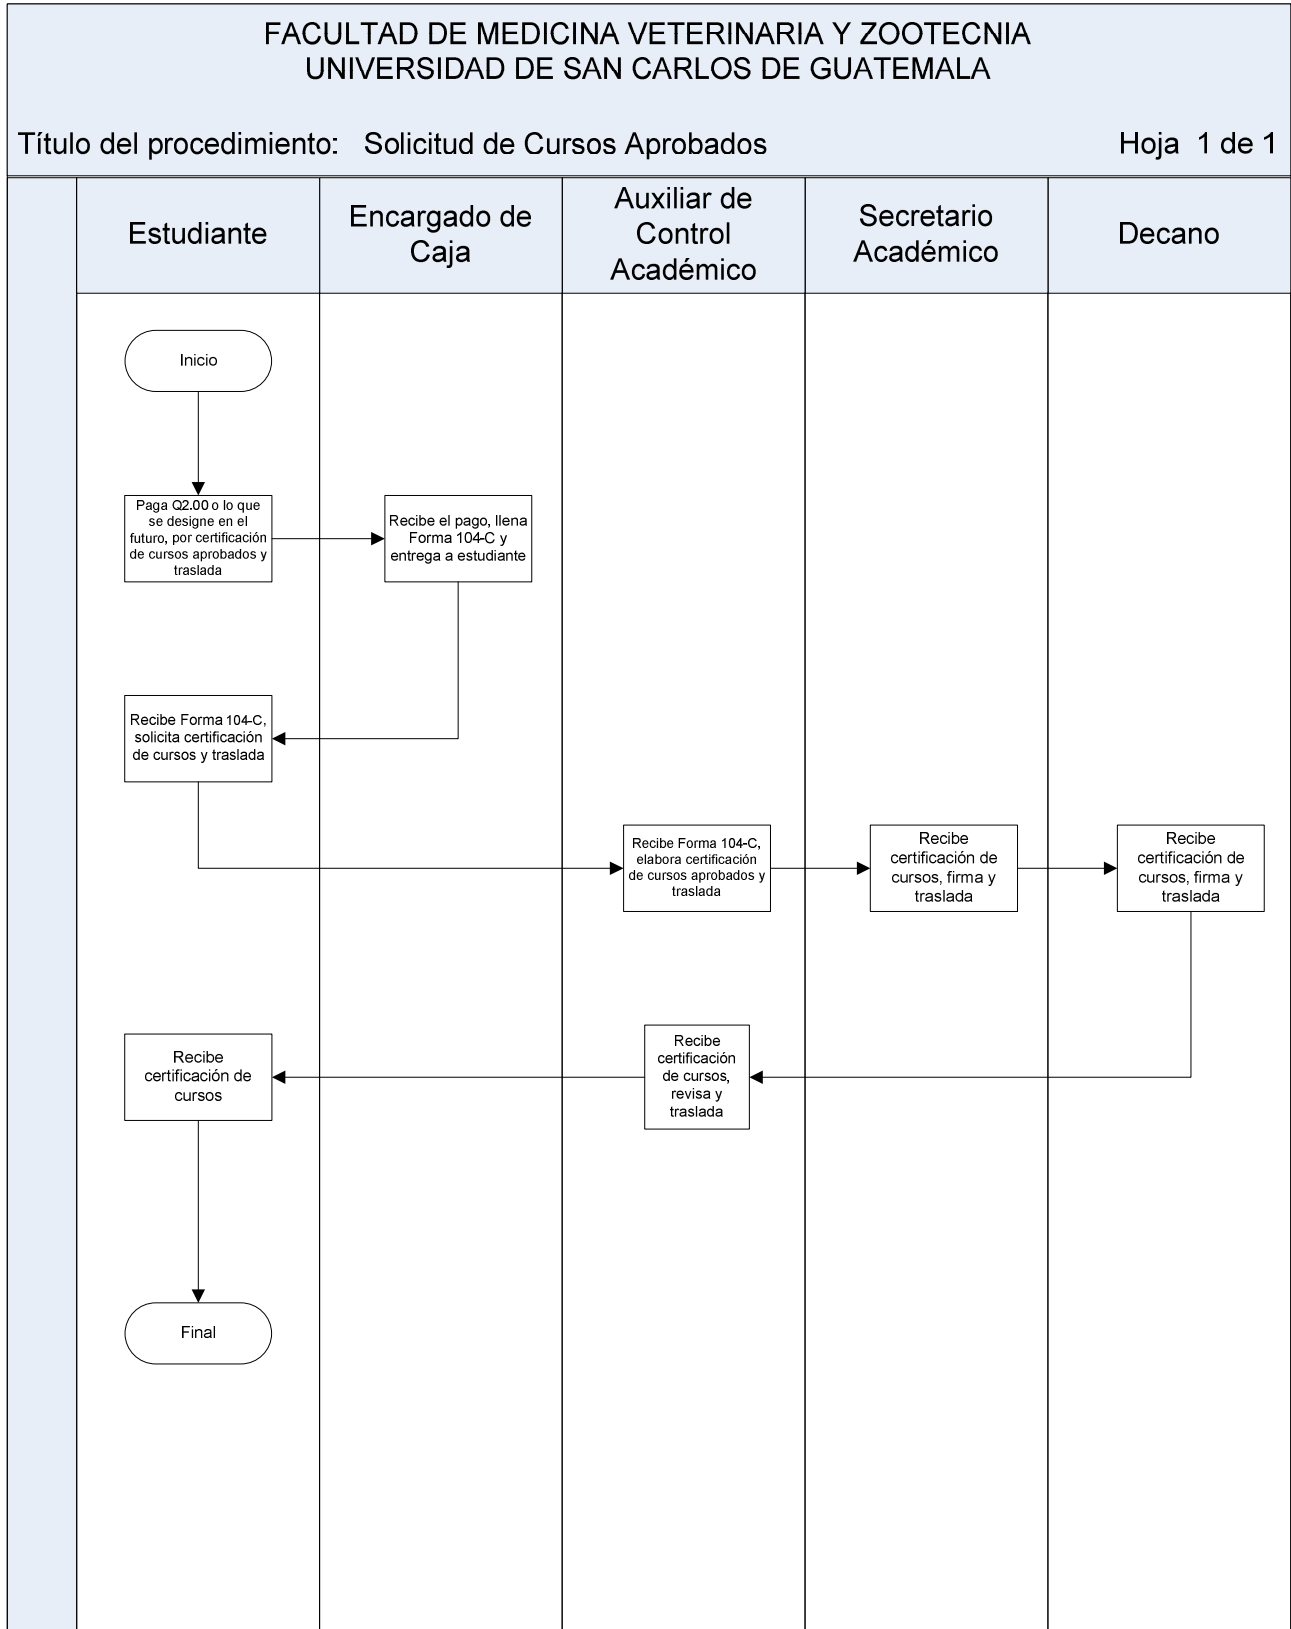 FACULTAD DE MEDICINA VETERINARIA Y ZOOTECNIA
UNIVERSIDAD DE SAN CARLOS DE GUATEMALA
Título del procedimiento: Solicitud de Cursos Aprobados
Hoja 1 de 1
Estudiante
Encargado de
Caja
Auxiliar de
Control
Académico
Secretario
Académico
Decano
Inicio
Paga Q2.00 o lo que
se designe en el
futuro, por certificación
de cursos aprobados y
traslada
Recibe el pago, llena
Forma 104-C y
entrega a estudiante
Recibe Forma 104-C,
solicita certificación
de cursos y traslada
Recibe Forma 104-C,
elabora certificación
de cursos aprobados y
traslada
Recibe
certificación de
cursos, firma y
traslada
Recibe
certificación de
cursos, firma y
traslada
Recibe
certificación
de cursos,
revisa y
traslada
Recibe
certificación de
cursos
Final